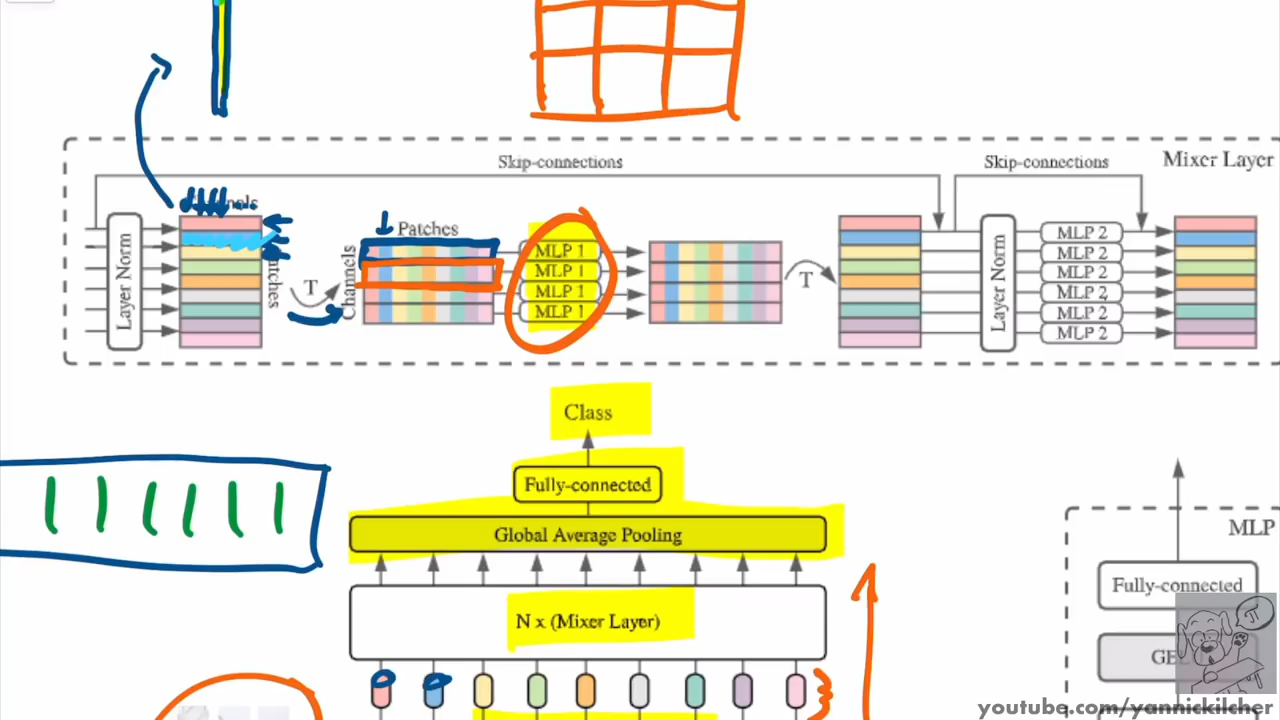 Skip-connections
Skip-connections
Mixer Layer
Patches
Layer Norm
T
Channels
MLP 1
MLP 1
MLP 1
MLP 1
T
Layer Norm
MLP 2
MLP 2
MLP 2
MLP 2
MLP 2
MLP 2
Class
Fully-connected
Global Average Pooling
N x (Mixer Layer)
MLP
Fully-connected
π
youtube.com/yannickilcher